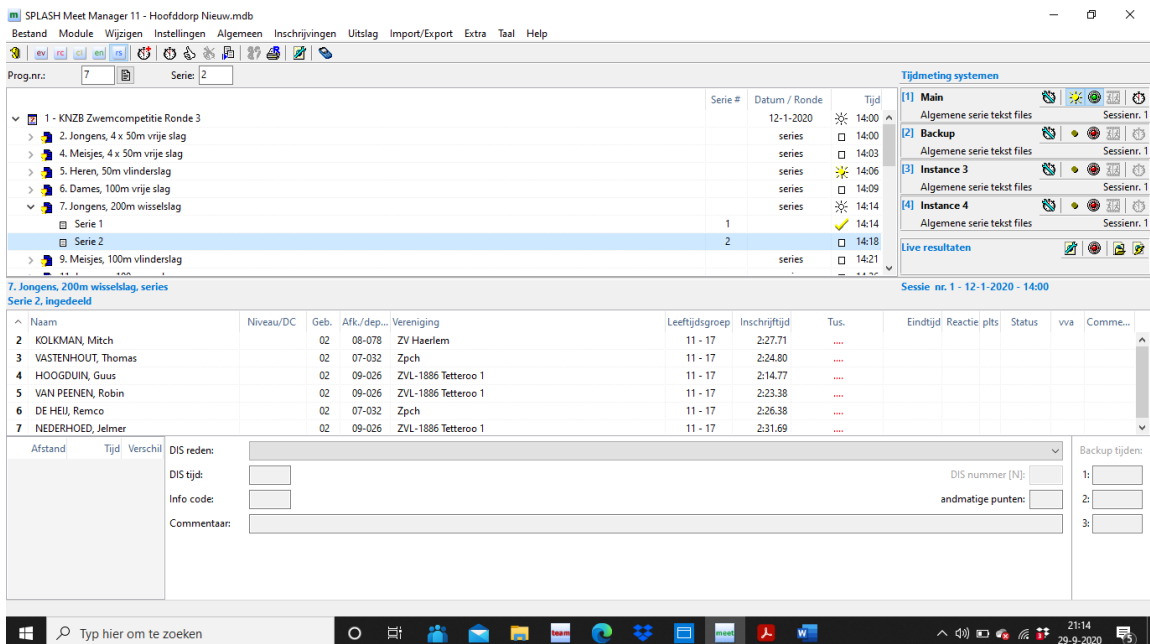 m SPLASH Meet Manager 11 - Hoofddorp Nieuw.mdb
Bestand Module Wijzigen Instellingen Algemeen Inschrijvingen Uitslag Import/Export Extra Taal Help
ev rc cl en rs
Prog.nr.: 7 Serie: 2
Serie # Datum / Ronde Tijd
1 - KNZB Zwemcompetitie Ronde 3 12-1-2020 14:00
2. Jongens, 4 x 50m vrije slag series 14:00
4. Meisjes, 4 x 50m vrije slag series 14:03
5. Heren, 50m vlinderslag series 14:06
6. Dames, 100m vrije slag series 14:09
7. Jongens, 200m wisselslag series 14:14
Serie 1 1 14:14
Serie 2 2 14:18
9. Meisjes, 100m vlinderslag series 14:21
Tijdmeting systemen
[1] Main
Algemene serie tekst files Sessienr. 1
[2] Backup
Algemene serie tekst files Sessienr. 1
[3] Instance 3
Algemene serie tekst files Sessienr. 1
[4] Instance 4
Algemene serie tekst files Sessienr. 1
Live resultaten
7. Jongens, 200m wisselslag, series Sessie nr. 1 - 12-1-2020 - 14:00
Serie 2, ingedeeld
Naam Niveau/DC Geb. Afk./dep... Vereniging Leeftijdsgroep Inschrijftijd Tus. Eindtijd Reactie plts Status vva Comme...
2 KOLKMAN, Mitch 02 08-078 ZV Haerlem 11 - 17 2:27.71 ....
3 VASTENHOUT, Thomas 02 07-032 Zpch 11 - 17 2:24.80 ....
4 HOOGDUIN, Guus 02 09-026 ZVL-1886 Tetteroo 1 11 - 17 2:14.77 ....
5 VAN PEENEN, Robin 02 09-026 ZVL-1886 Tetteroo 1 11 - 17 2:23.38 ....
6 DE HEIJ, Remco 02 07-032 Zpch 11 - 17 2:26.38 ....
7 NEDERHOED, Jelmer 02 09-026 ZVL-1886 Tetteroo 1 11 - 17 2:31.69 ....
Afstand Tijd Verschil
DIS reden:
DIS tijd: DIS nummer [N]:
Info code: andmatige punten:
Commentaar:
Backup tijden:
1:
2:
3:
Typ hier om te zoeken
team meet W
21:14
29-9-2020
5